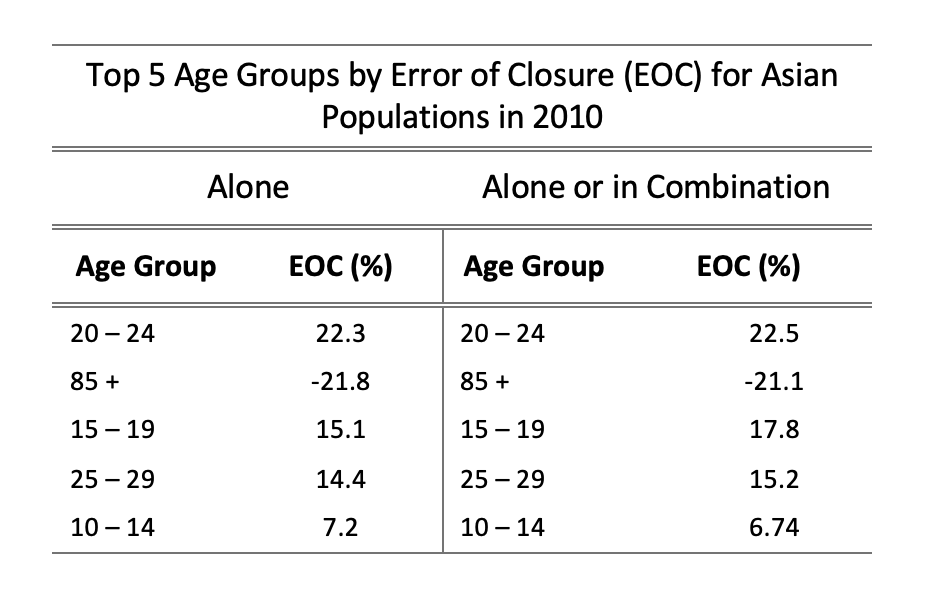 Top 5 Age Groups by Error of Closure (EOC) for Asian
Populations in 2010
Alone Alone or in Combination
Age Group EOC (%) Age Group EOC (%)
20 – 24 22.3 20 – 24 22.5
85 + -21.8 85 + -21.1
15 – 19 15.1 15 – 19 17.8
25 – 29 14.4 25 – 29 15.2
10 – 14 7.2 10 – 14 6.74